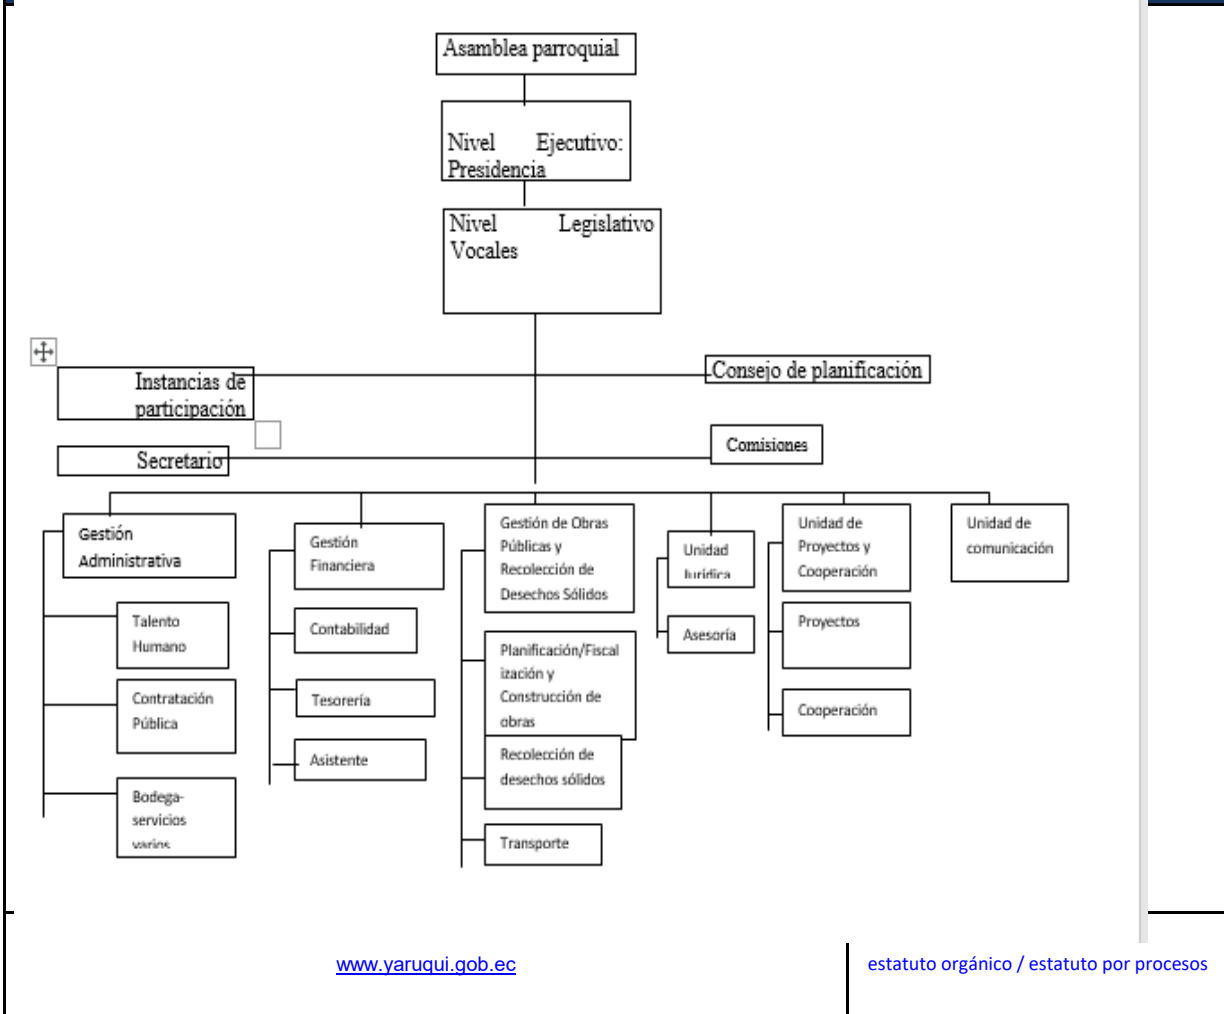 Asamblea parroquial
Nivel Ejecutivo:
Presidencia
Nivel Legislativo
Vocales
Instancias de
participación
Consejo de planificación
Secretario
Comisiones
Gestión
Administrativa
Talento
Humano
Contratación
Pública
Bodega-
servicios
varios
Gestión
Financiera
Contabilidad
Tesorería
Asistente
Gestión de Obras
Públicas y
Recolección de
Desechos Sólidos
Planificación/Fiscal
ización y
Construcción de
obras
Recolección de
desechos sólidos
Transporte
Unidad
Jurídica
Asesoría
Unidad de
Proyectos y
Cooperación
Proyectos
Cooperación
Unidad de
comunicación
www.yaruqui.gob.ec
estatuto orgánico / estatuto por procesos